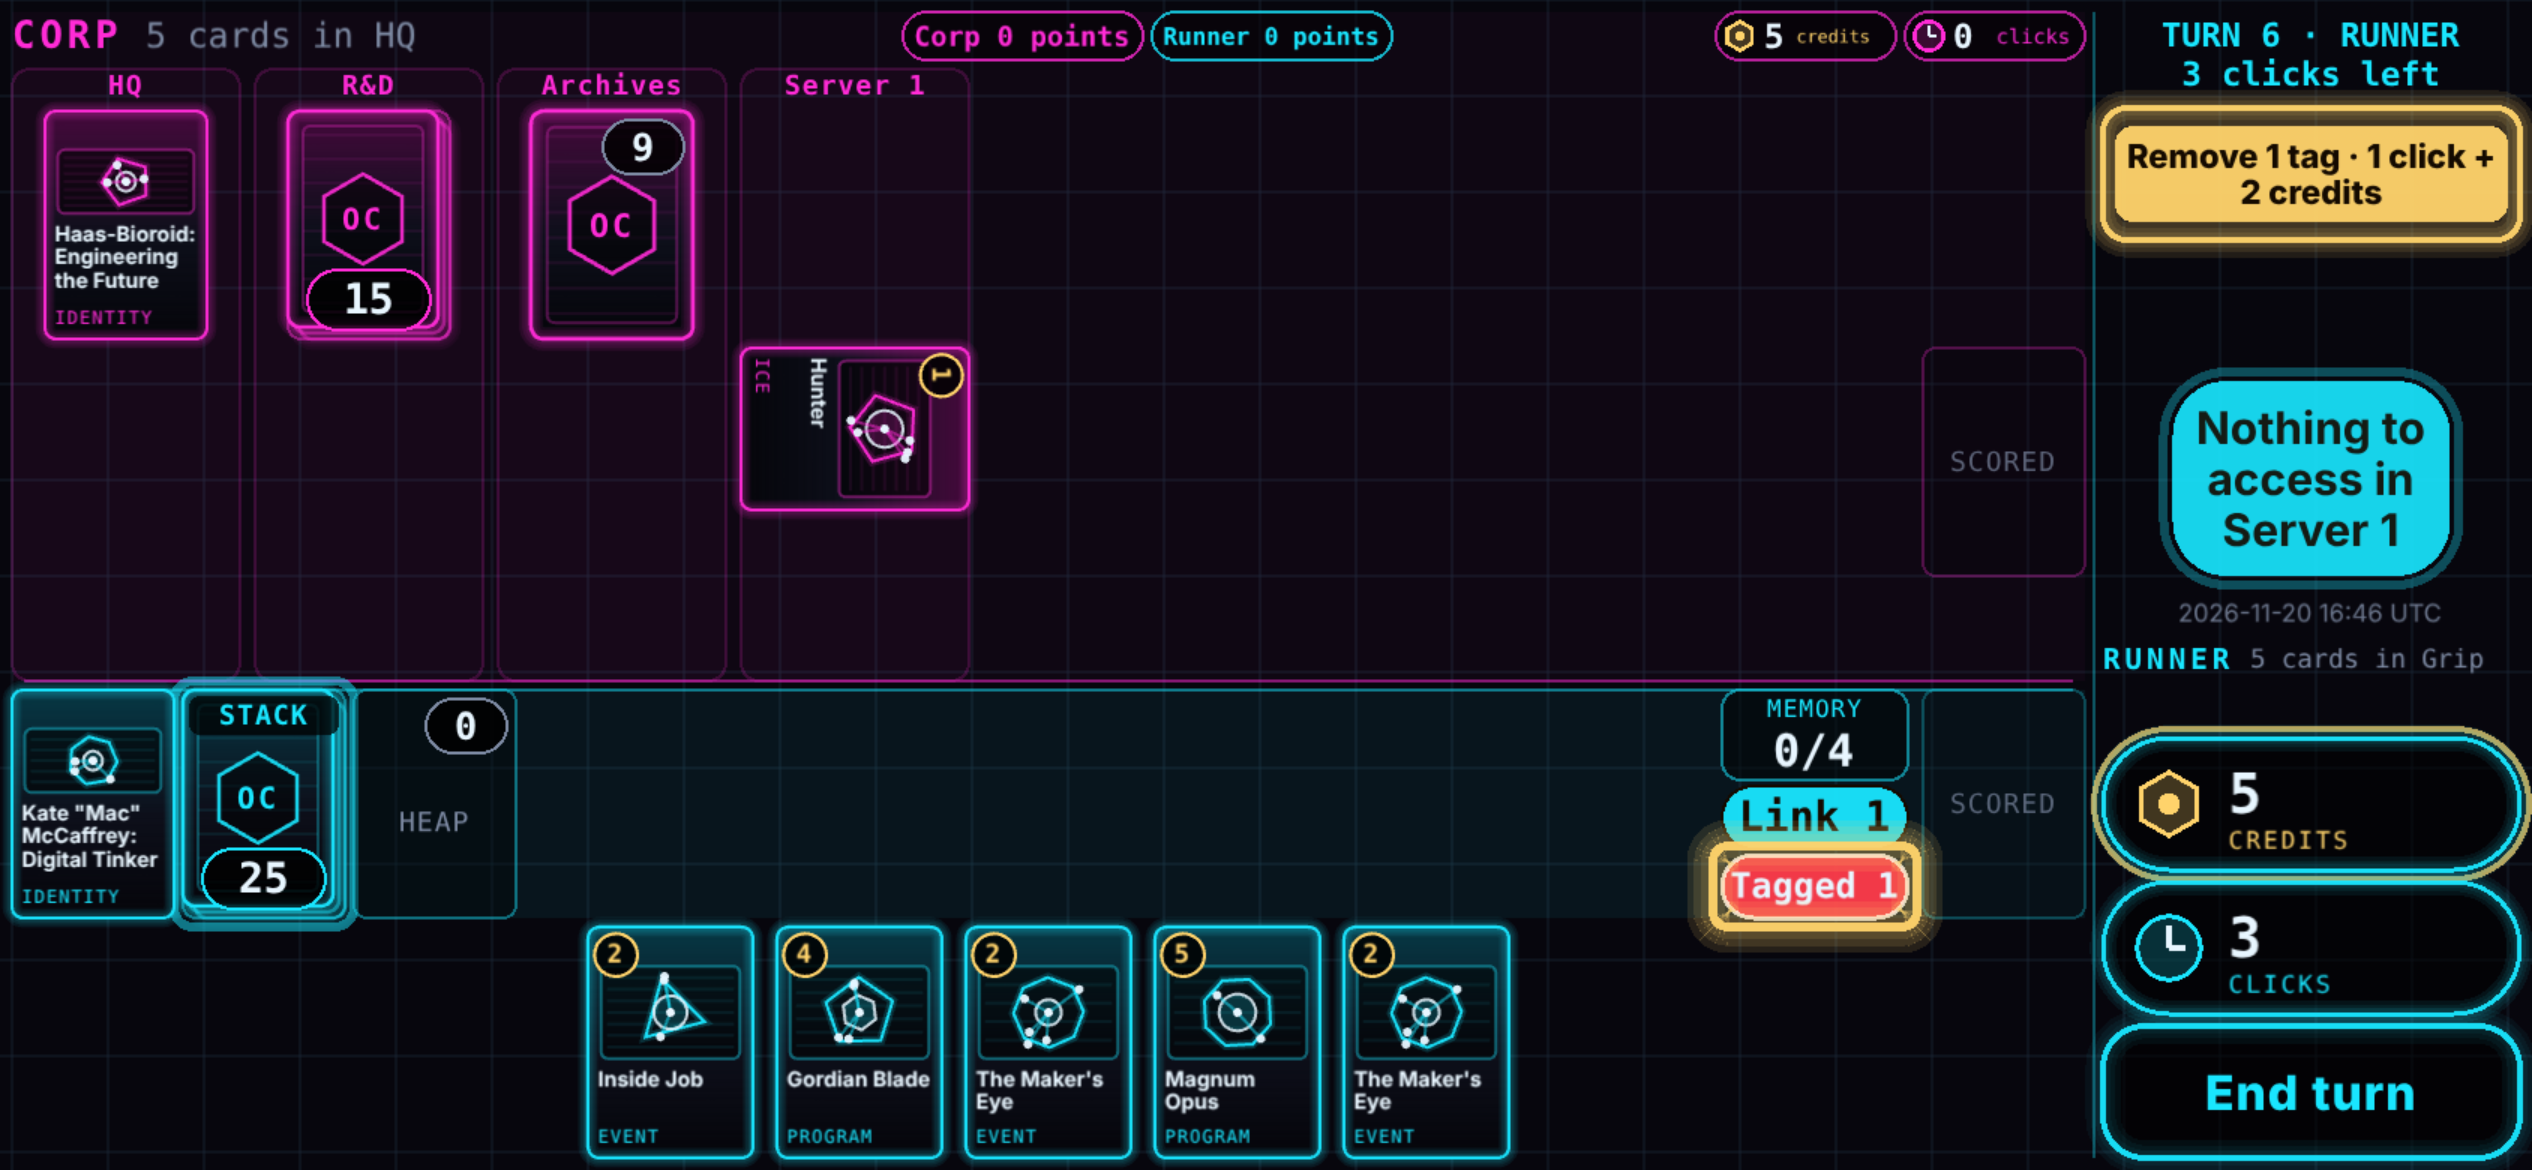 CORP 5 cards in HQ
Corp 0 points
Runner 0 points
5 credits
0 clicks
TURN 6 · RUNNER
3 clicks left
HQ
R&D
Archives
Server 1
Haas-Bioroid:
Engineering
the Future
IDENTITY
OC
15
9
OC
ICE
Hunter
1
SCORED
Remove 1 tag · 1 click +
2 credits
Nothing to
access in
Server 1
2026-11-20 16:46 UTC
RUNNER 5 cards in Grip
Kate "Mac"
McCaffrey:
Digital Tinker
IDENTITY
STACK
OC
25
0
HEAP
MEMORY
0/4
Link 1
Tagged 1
SCORED
5
CREDITS
3
CLICKS
End turn
2
Inside Job
EVENT
4
Gordian Blade
PROGRAM
2
The Maker's
Eye
EVENT
5
Magnum
Opus
PROGRAM
2
The Maker's
Eye
EVENT